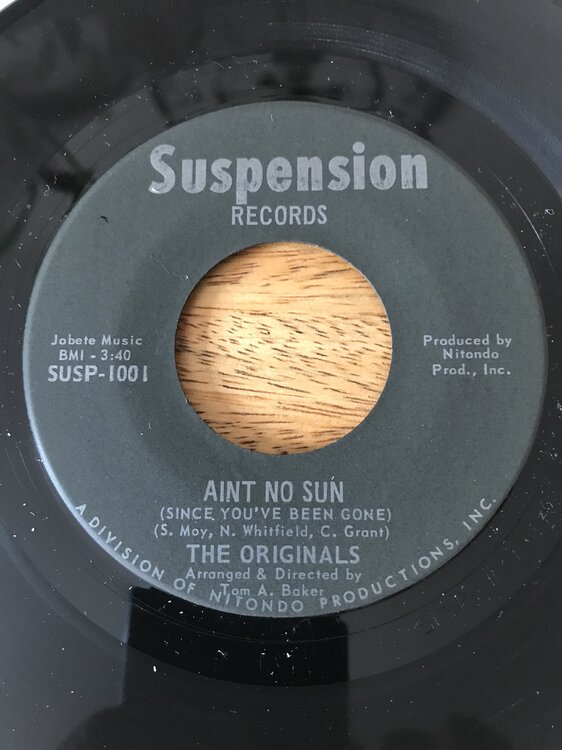 Suspension
RECORDS
Jobete Music
BMI - 3:40
SUSP-1001
Produced by
Nitondo
Prod., Inc.
AINT NO SUN
(SINCE YOU'VE BEEN GONE)
(S. Moy, N. Whitfield, C. Grant)
THE ORIGINALS
Arranged & Directed by
Tom A. Baker
A DIVISION OF NITONDO PRODUCTIONS, INC.